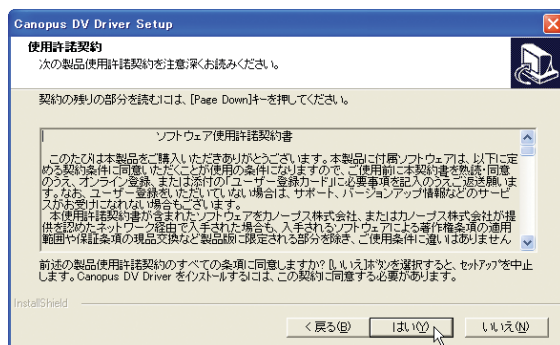 Canopus DV Driver Setup
使用許諾契約
次の製品使用許諾契約を注意深くお読みください。
契約の残りの部分を読むには、[Page Down]キーを押してください。
ソフトウェア使用許諾契約書
このたびは本製品をご購入いただきありがとうございます。本製品に付属ソフトウェアは、以下に定
める契約条件に同意いただくことが使用の条件になりますので、ご使用前に本契約書を熟読・同意
のうえ、オンライン登録、または添付の「ユーザー登録カード」に必要事項を記入のうえご返送願いま
す。なお、ユーザー登録をいただいていない場合は、サポート、バージョンアップ情報などのサービ
スがお受けになれない場合もございます。
本使用許諾契約書が含まれたソフトウェアをカノープス株式会社、またはカノープス株式会社が提
供を認めたネットワーク経由で入手された場合も、入手されるソフトウェアによる著作権条項の適用
範囲や保証条項の現品交換など製品版に限定される部分を除き、ご使用条件に違いはありません
前述の製品使用許諾契約のすべての条項に同意しますか? [いいえ]ボタンを選択すると、セットアップを中止
します。Canopus DV Driver をインストールするには、この契約に同意する必要があります。
InstallShield
< 戻る(B)
はい(Y)
いいえ(N)